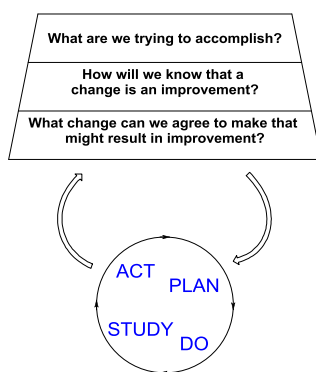 What are we trying to accomplish?
How will we know that a
change is an improvement?
What change can we agree to make that
might result in improvement?
ACT
PLAN
STUDY
DO